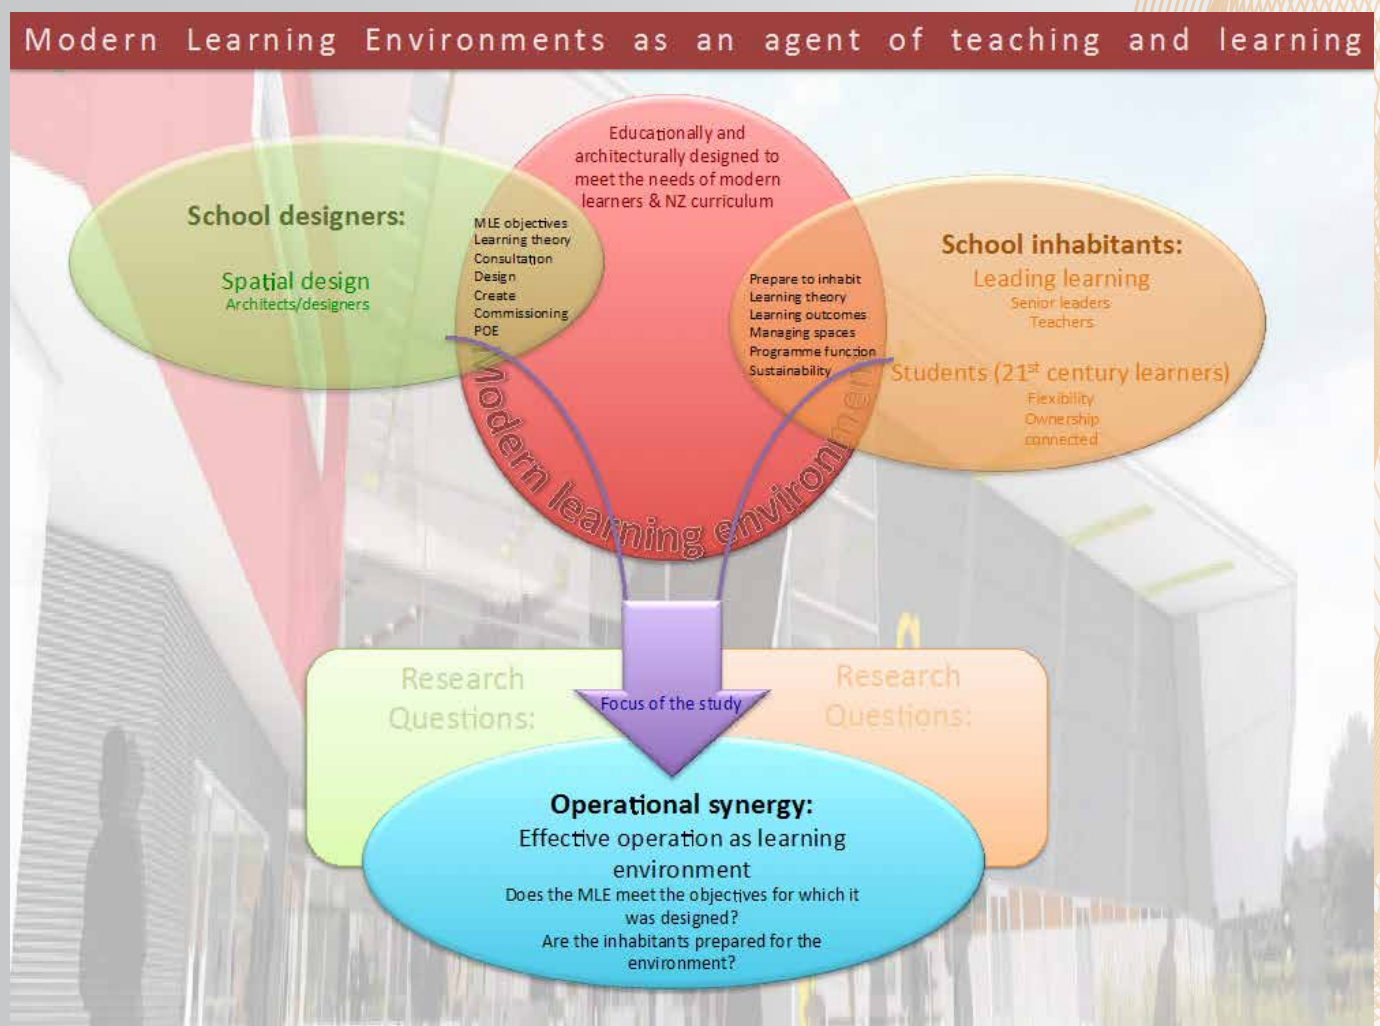 Modern Learning Environments as an agent of teaching and learning
Educationally and
architecturally designed to
meet the needs of modern
learners & NZ curriculum
School designers:
Spatial design
Architects/designers
MLE objectives
Learning theory
Consultation
Design
Create
Commissioning
POE
Prepare to inhabit
Learning theory
Learning outcomes
Managing spaces
Programme function
Sustainability
School inhabitants:
Leading learning
Senior leaders
Teachers
Students (21st century learners)
Flexibility
Ownership
connected
Modern learning environment
Research
Questions:
Focus of the study
Research
Questions:
Operational synergy:
Effective operation as learning
environment
Does the MLE meet the objectives for which it
was designed?
Are the inhabitants prepared for the
environment?